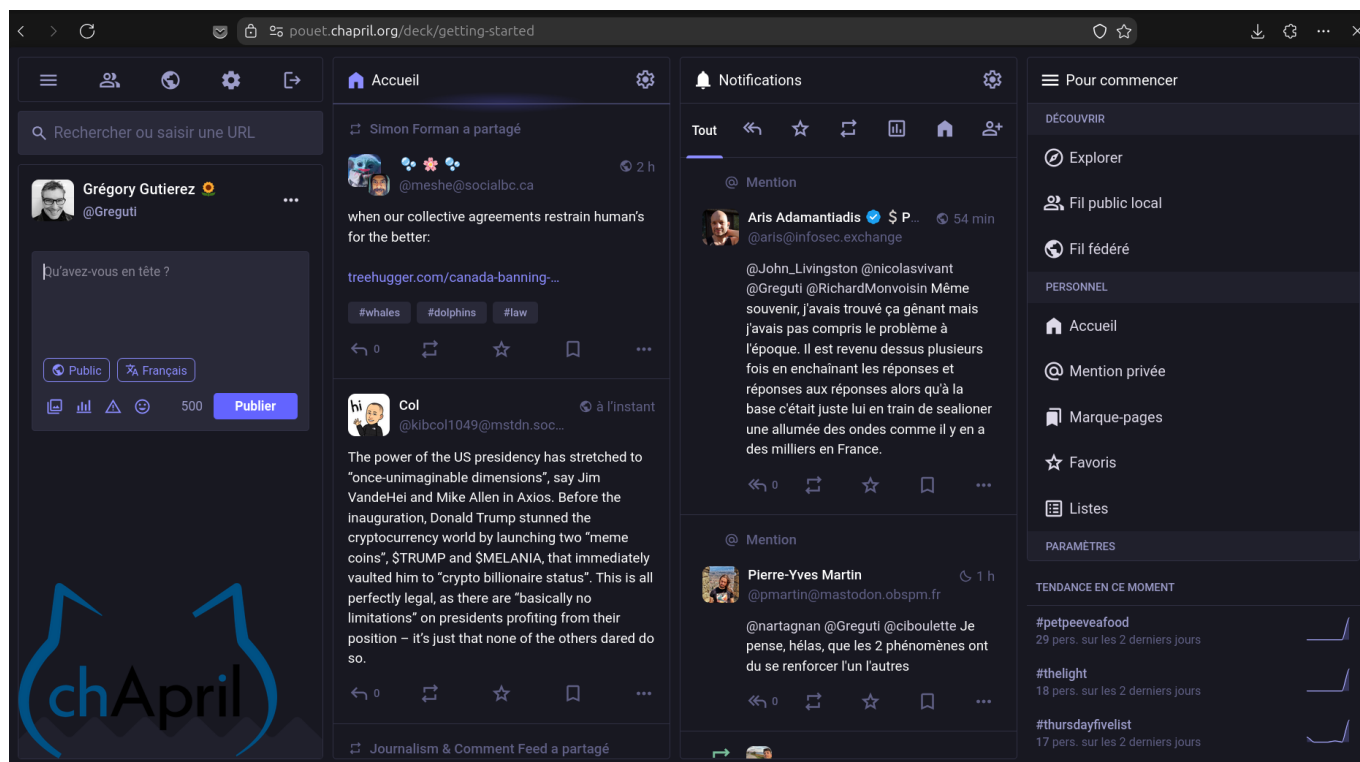 pouet.chapril.org/deck/getting-started
Rechercher ou saisir une URL
Grégory Gutierez
@Greguti
Qu'avez-vous en tête ?
Public
Français
500
Publier
chApril
Accueil
Simon Forman a partagé
2 h
@meshe@socialbc.ca
when our collective agreements restrain human's
for the better:
treehugger.com/canada-banning-…
#whales #dolphins #law
0
hi
Col
à l'instant
@kibcol1049@mstdn.soc…
The power of the US presidency has stretched to
“once-unimaginable dimensions”, say Jim
VandeHei and Mike Allen in Axios. Before the
inauguration, Donald Trump stunned the
cryptocurrency world by launching two “meme
coins”, $TRUMP and $MELANIA, that immediately
vaulted him to “crypto billionaire status”. This is all
perfectly legal, as there are “basically no
limitations” on presidents profiting from their
position – it's just that none of the others dared do
so.
0
Journalism & Comment Feed a partagé
Notifications
Tout
@ Mention
Aris Adamantiadis $ P… 54 min
@aris@infosec.exchange
@John_Livingston @nicolasvivant
@Greguti @RichardMonvoisin Même
souvenir, j'avais trouvé ça gênant mais
j'avais pas compris le problème à
l'époque. Il est revenu dessus plusieurs
fois en enchaînant les réponses et
réponses aux réponses alors qu'à la
base c'était juste lui en train de sealioner
une allumée des ondes comme il y en a
des milliers en France.
0
@ Mention
Pierre-Yves Martin 1 h
@pmartin@mastodon.obspm.fr
@nartagnan @Greguti @ciboulette Je
pense, hélas, que les 2 phénomènes ont
du se renforcer l'un l'autres
0
Pour commencer
DÉCOUVRIR
Explorer
Fil public local
Fil fédéré
PERSONNEL
Accueil
Mention privée
Marque-pages
Favoris
Listes
PARAMÈTRES
TENDANCE EN CE MOMENT
#petpeeveafood
29 pers. sur les 2 derniers jours
#thelight
18 pers. sur les 2 derniers jours
#thursdayfivelist
17 pers. sur les 2 derniers jours